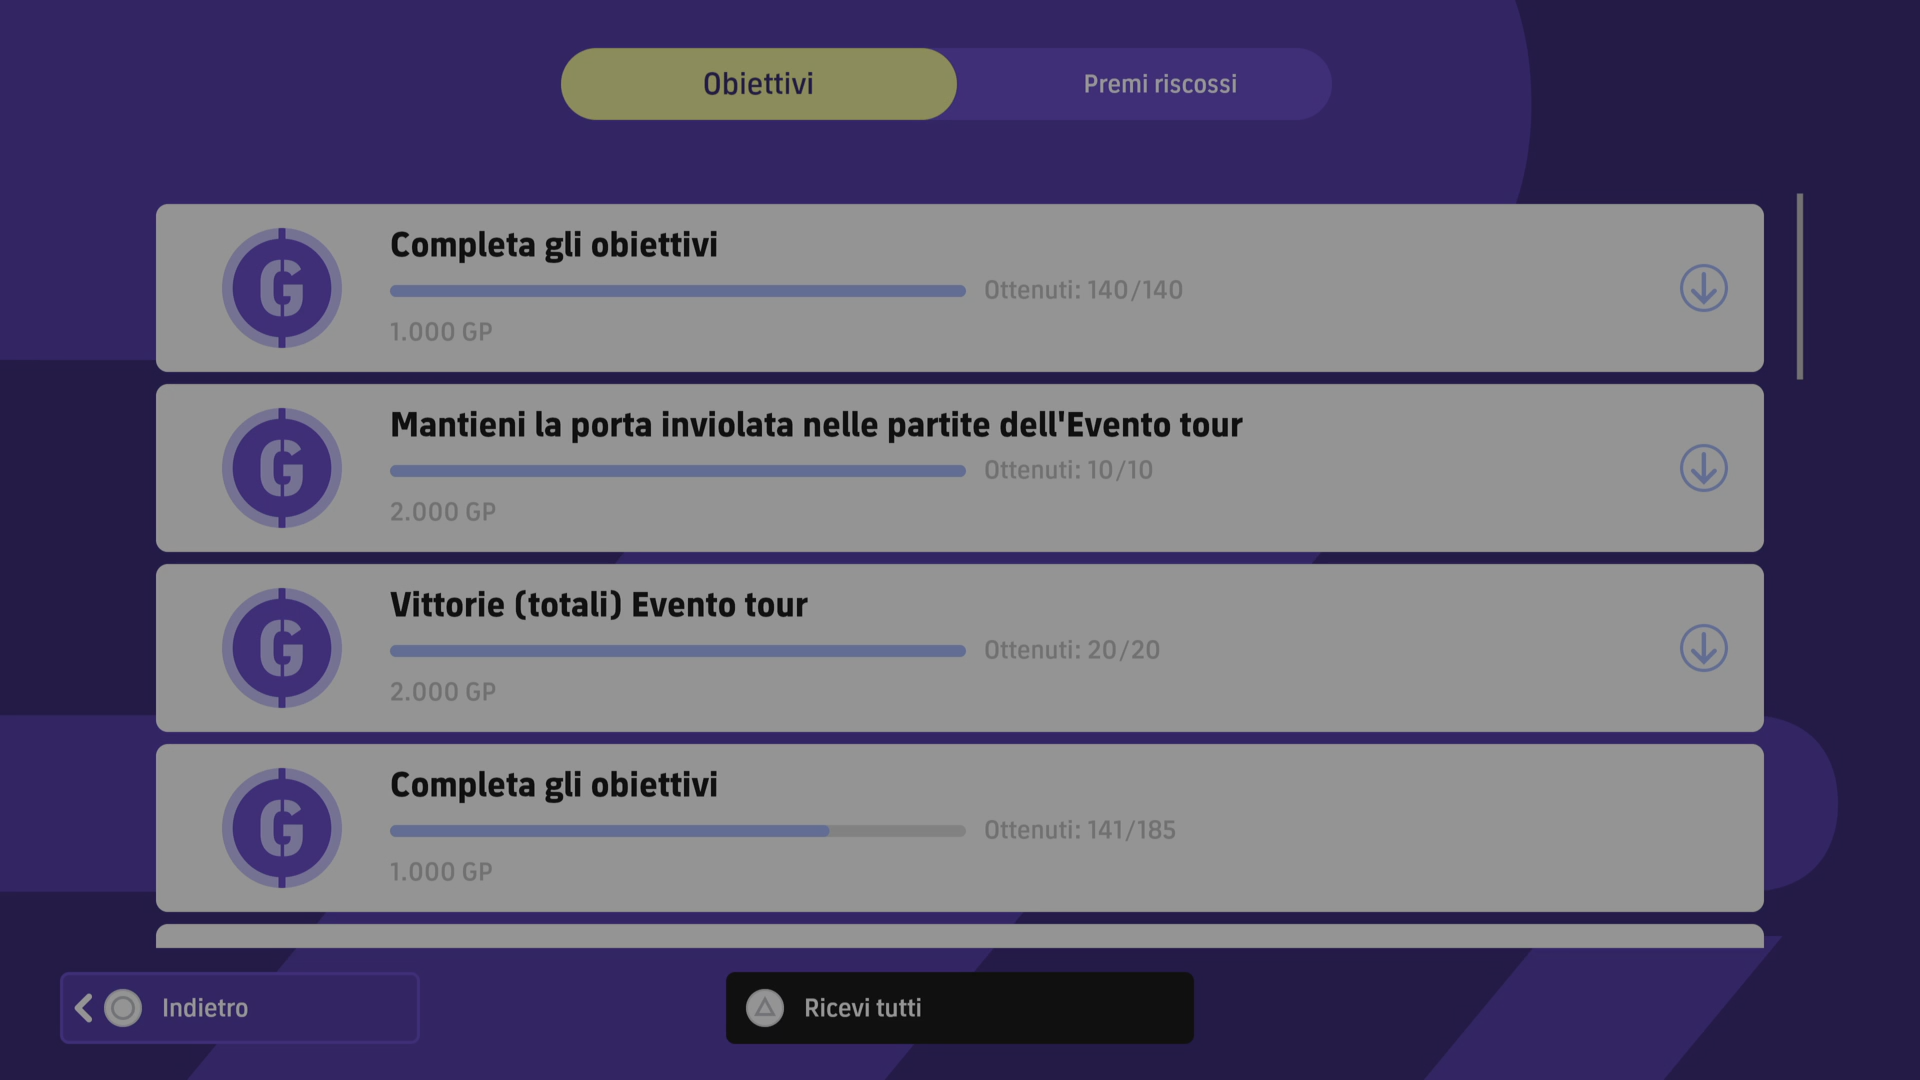 Obiettivi
Premi riscossi
Completa gli obiettivi
Ottenuti: 140/140
1.000 GP
Mantieni la porta inviolata nelle partite dell'Evento tour
Ottenuti: 10/10
2.000 GP
Vittorie (totali) Evento tour
Ottenuti: 20/20
2.000 GP
Completa gli obiettivi
Ottenuti: 141/185
1.000 GP
Indietro
Ricevi tutti